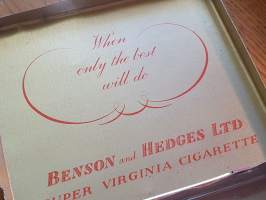 When
only the best
will do
BENSON and HEDGES LTD
SUPER VIRGINIA CIGARETTE